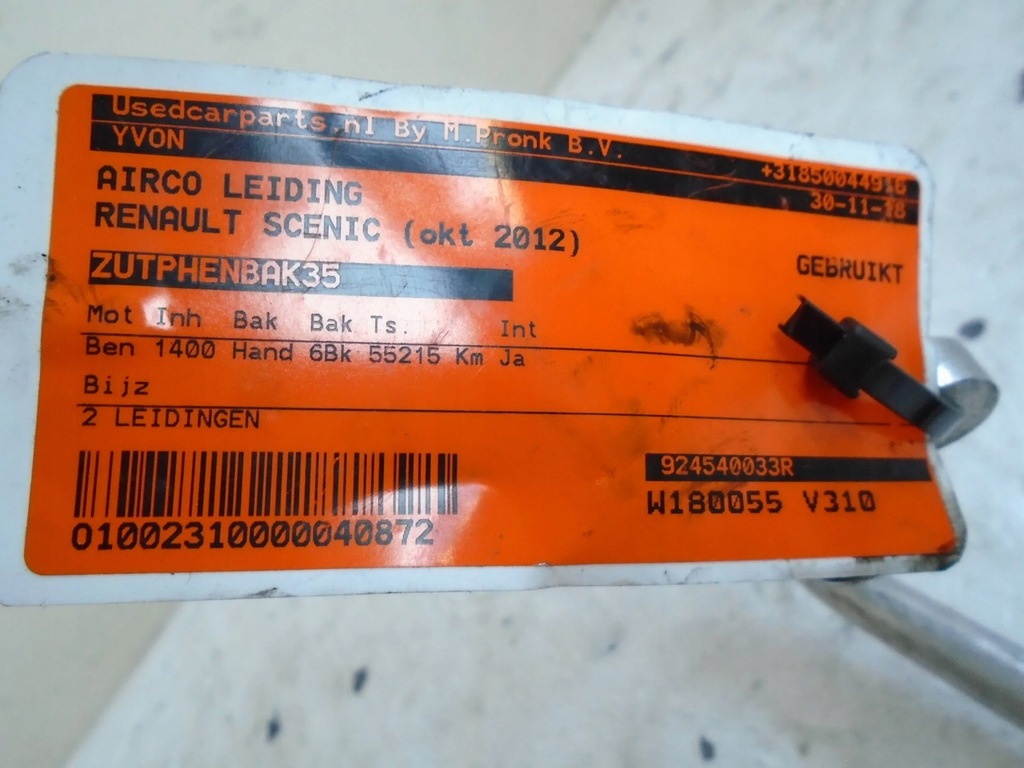 Usedcarparts.nl By M.Pronk B.V.
YVON +31850044916
30-11-18
AIRCO LEIDING
RENAULT SCENIC (okt 2012)
ZUTPHENBAK35 GEBRUIKT
Mot Inh Bak Bak Ts. Int
Ben 1400 Hand 6Bk 55215 Km Ja
Bijz
2 LEIDINGEN
924540033R
W180055 V310
O1002310000040872